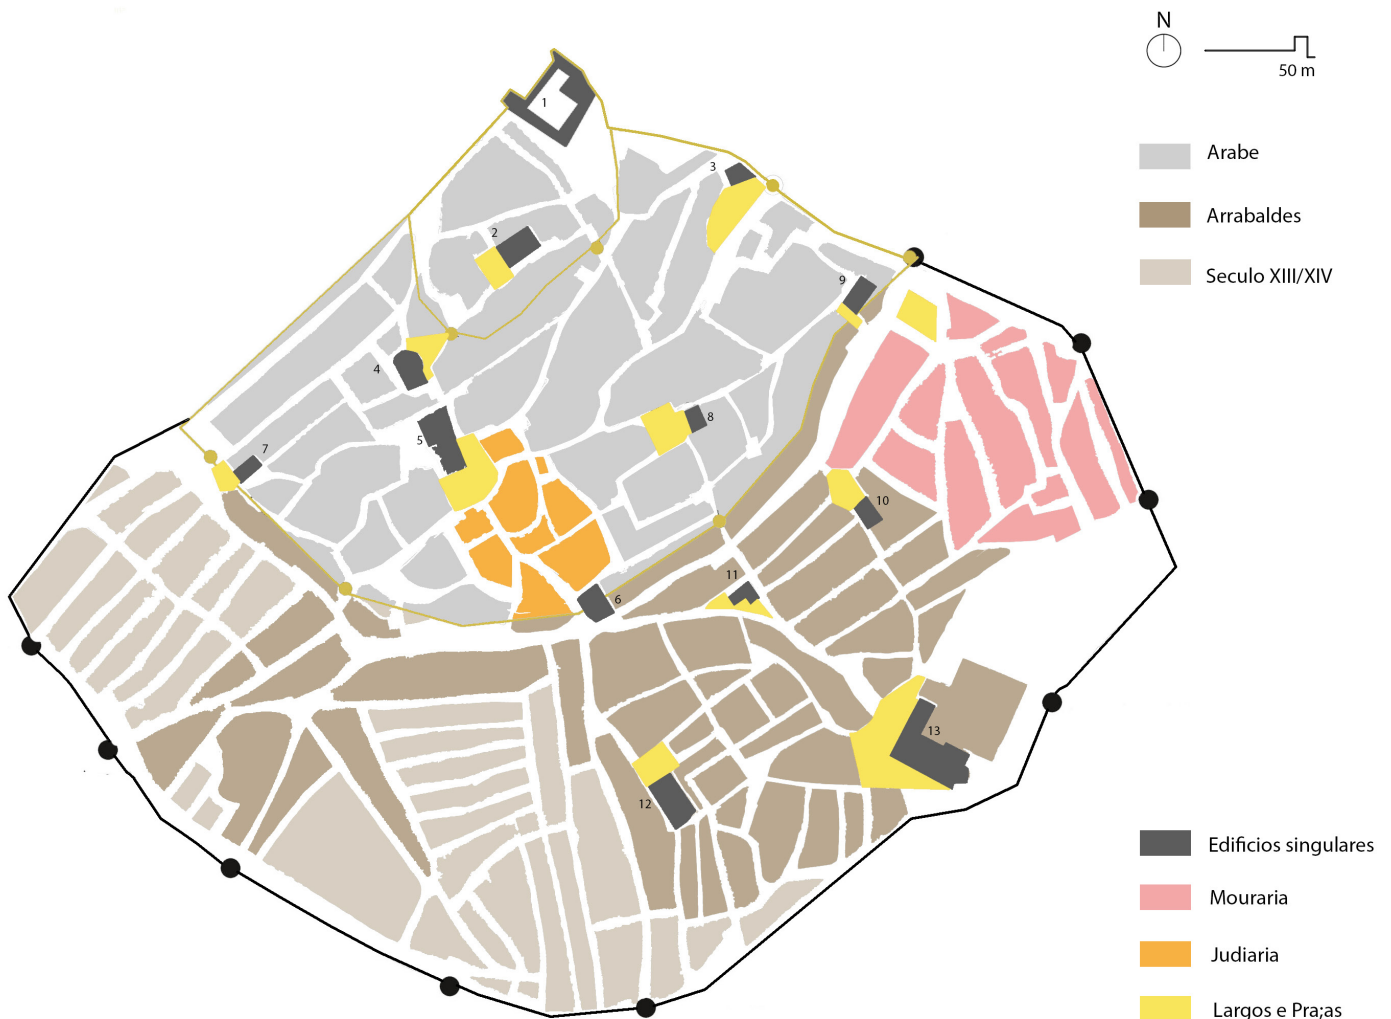 N
50 m
Arabe
Arrabaldes
Seculo XIII/XIV
1
3
2
9
4
8
5
7
10
11
6
13
12
Edificios singulares
Mouraria
Judiaria
Largos e Pra;as